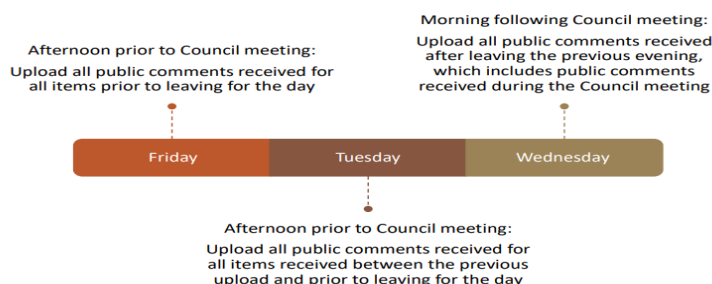 Afternoon prior to Council meeting:
Upload all public comments received for
all items prior to leaving for the day
Morning following Council meeting:
Upload all public comments received
after leaving the previous evening,
which includes public comments
received during the Council meeting
Friday
Tuesday
Wednesday
Afternoon prior to Council meeting:
Upload all public comments received for
all items received between the previous
upload and prior to leaving for the day